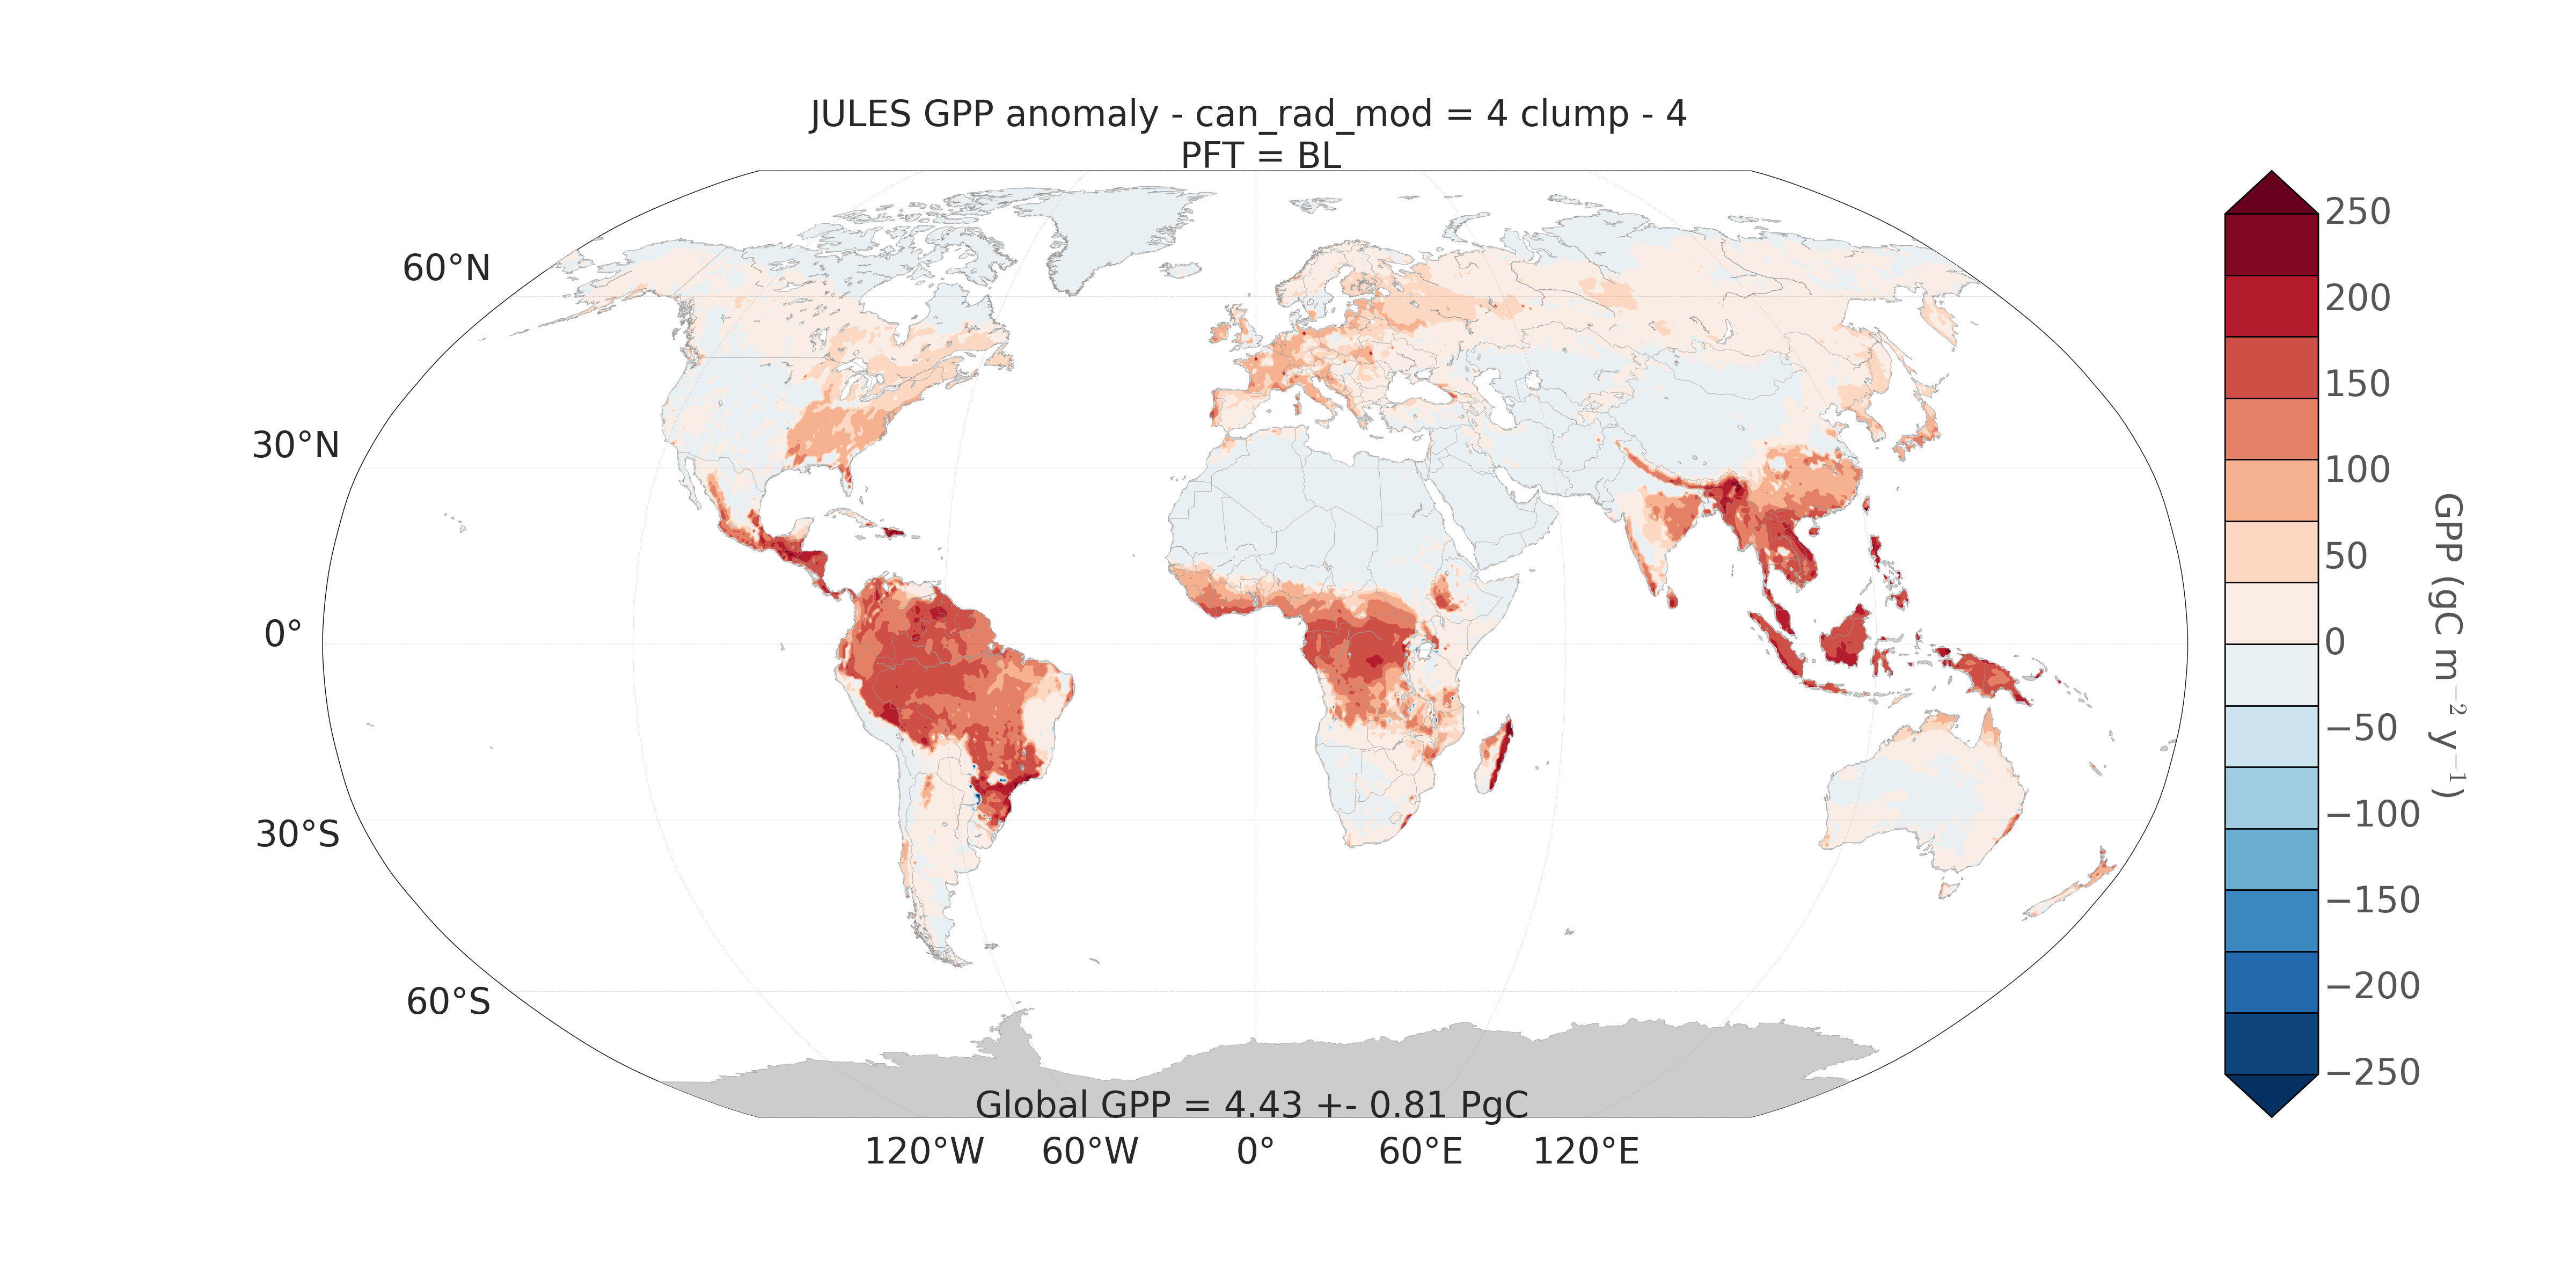 JULES GPP anomaly - can_rad_mod = 4 clump - 4
PFT = BL
60°N
30°N
0°
30°S
60°S
120°W 60°W 0° 60°E 120°E
Global GPP = 4.43 +- 0.81 PgC
250
200
150
100
50
0
−50
−100
−150
−200
−250
GPP (gC m⁻² y⁻¹)